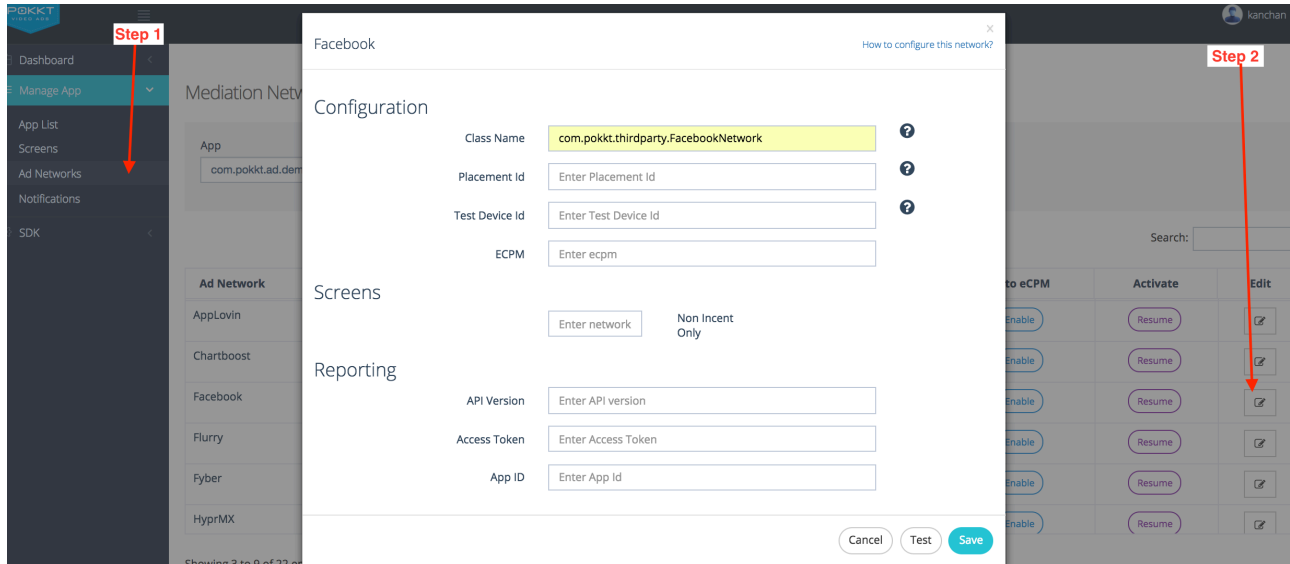 POKKT
VIDEO ADS
kanchan
Step 1
Step 2
Dashboard
Manage App
App List
Screens
Ad Networks
Notifications
SDK
Mediation Netw
App
com.pokkt.ad.dem
Search:
Ad Network
to eCPM
Activate
Edit
AppLovin
Enable
Resume
Chartboost
Enable
Resume
Facebook
Enable
Resume
Flurry
Enable
Resume
Fyber
Enable
Resume
HyprMX
Enable
Resume
Showing 3 to 9 of 22 en
Facebook
×
How to configure this network?
Configuration
Class Name
com.pokkt.thirdparty.FacebookNetwork
?
Placement Id
Enter Placement Id
?
Test Device Id
Enter Test Device Id
?
ECPM
Enter ecpm
Screens
Enter network
Non Incent
Only
Reporting
API Version
Enter API version
Access Token
Enter Access Token
App ID
Enter App Id
Cancel
Test
Save